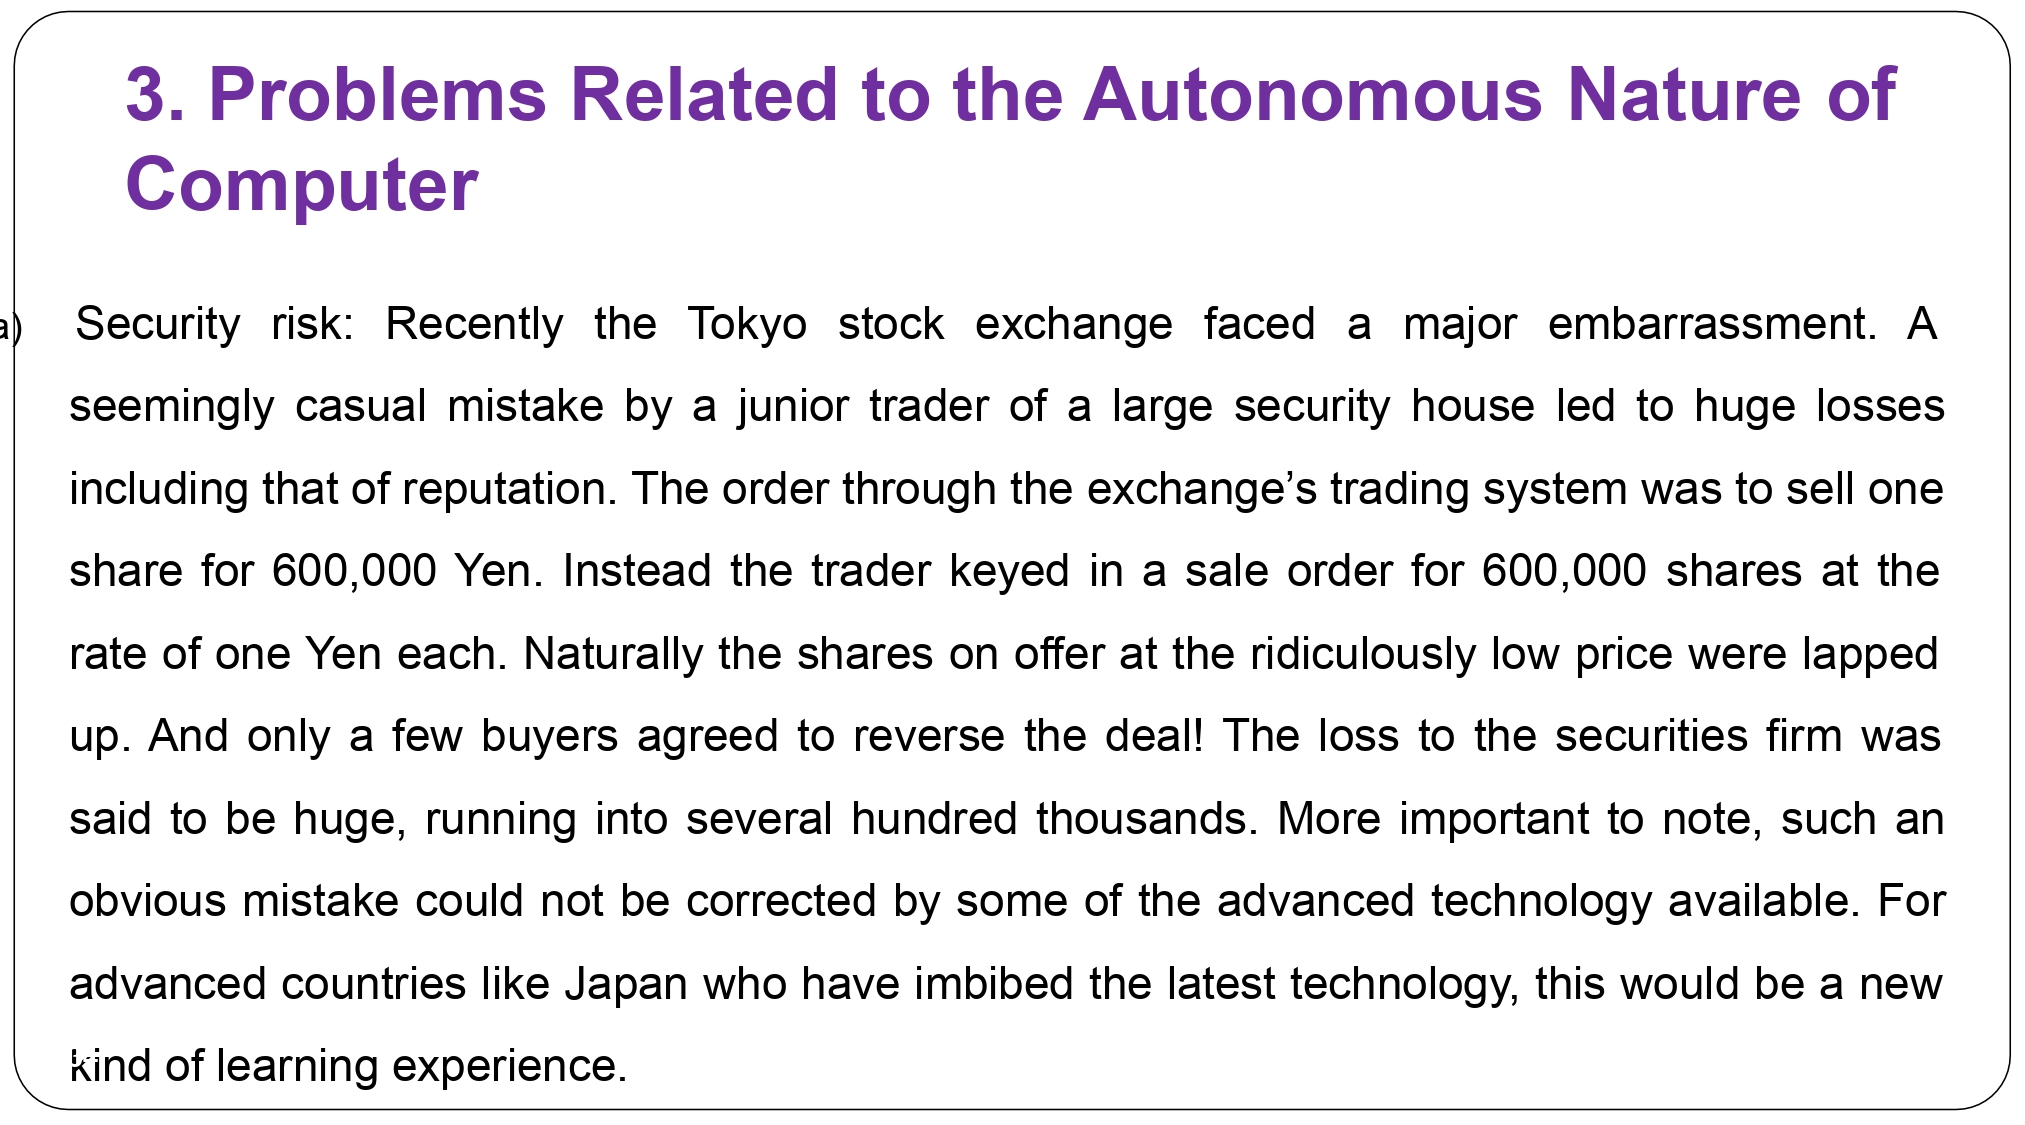 3. Problems Related to the Autonomous Nature of
Computer
a) Security risk: Recently the Tokyo stock exchange faced a major embarrassment. A
seemingly casual mistake by a junior trader of a large security house led to huge losses
including that of reputation. The order through the exchange’s trading system was to sell one
share for 600,000 Yen. Instead the trader keyed in a sale order for 600,000 shares at the
rate of one Yen each. Naturally the shares on offer at the ridiculously low price were lapped
up. And only a few buyers agreed to reverse the deal! The loss to the securities firm was
said to be huge, running into several hundred thousands. More important to note, such an
obvious mistake could not be corrected by some of the advanced technology available. For
advanced countries like Japan who have imbibed the latest technology, this would be a new
kind of learning experience.